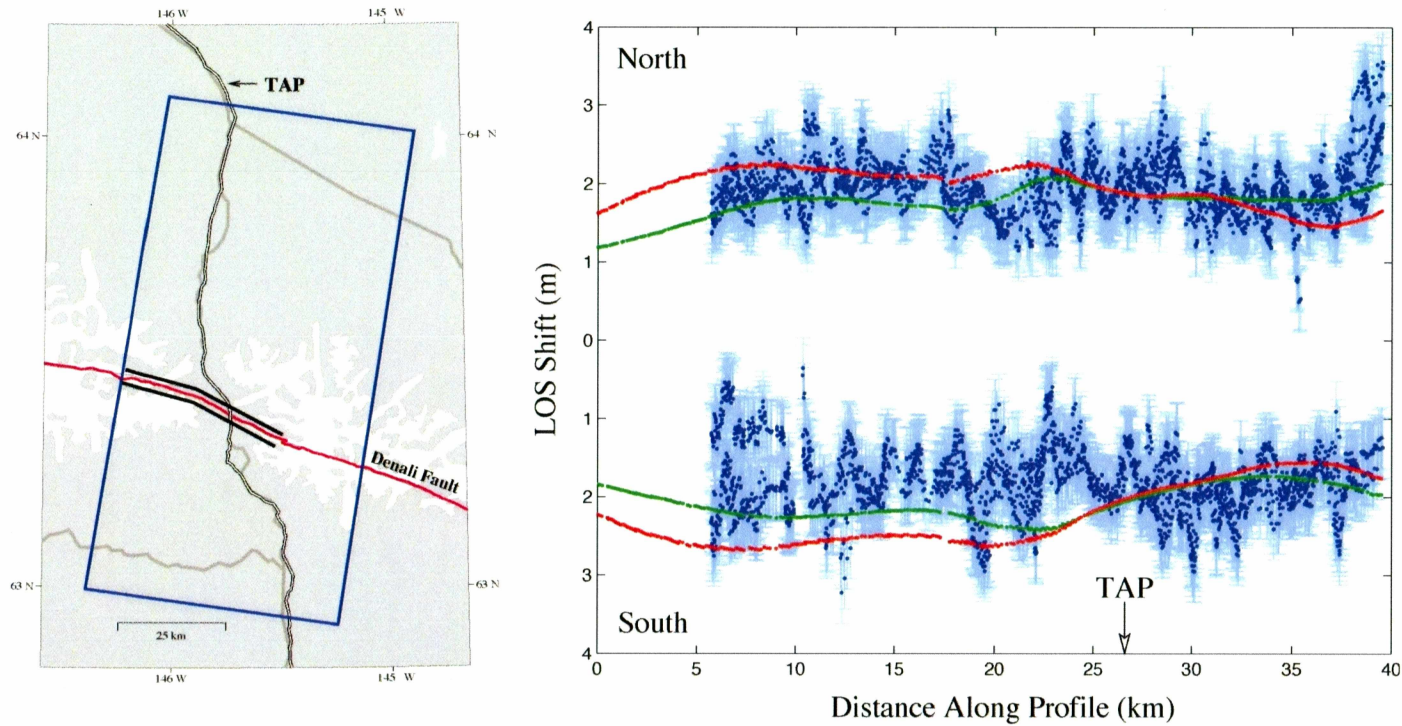 146 W
145 W
TAP
64 N
64 N
Denali Fault
63 N
63 N
25 km
146 W
145 W
North
South
TAP
LOS Shift (m)
4
3
2
1
0
1
2
3
4
0
5
10
15
20
25
30
35
40
Distance Along Profile (km)